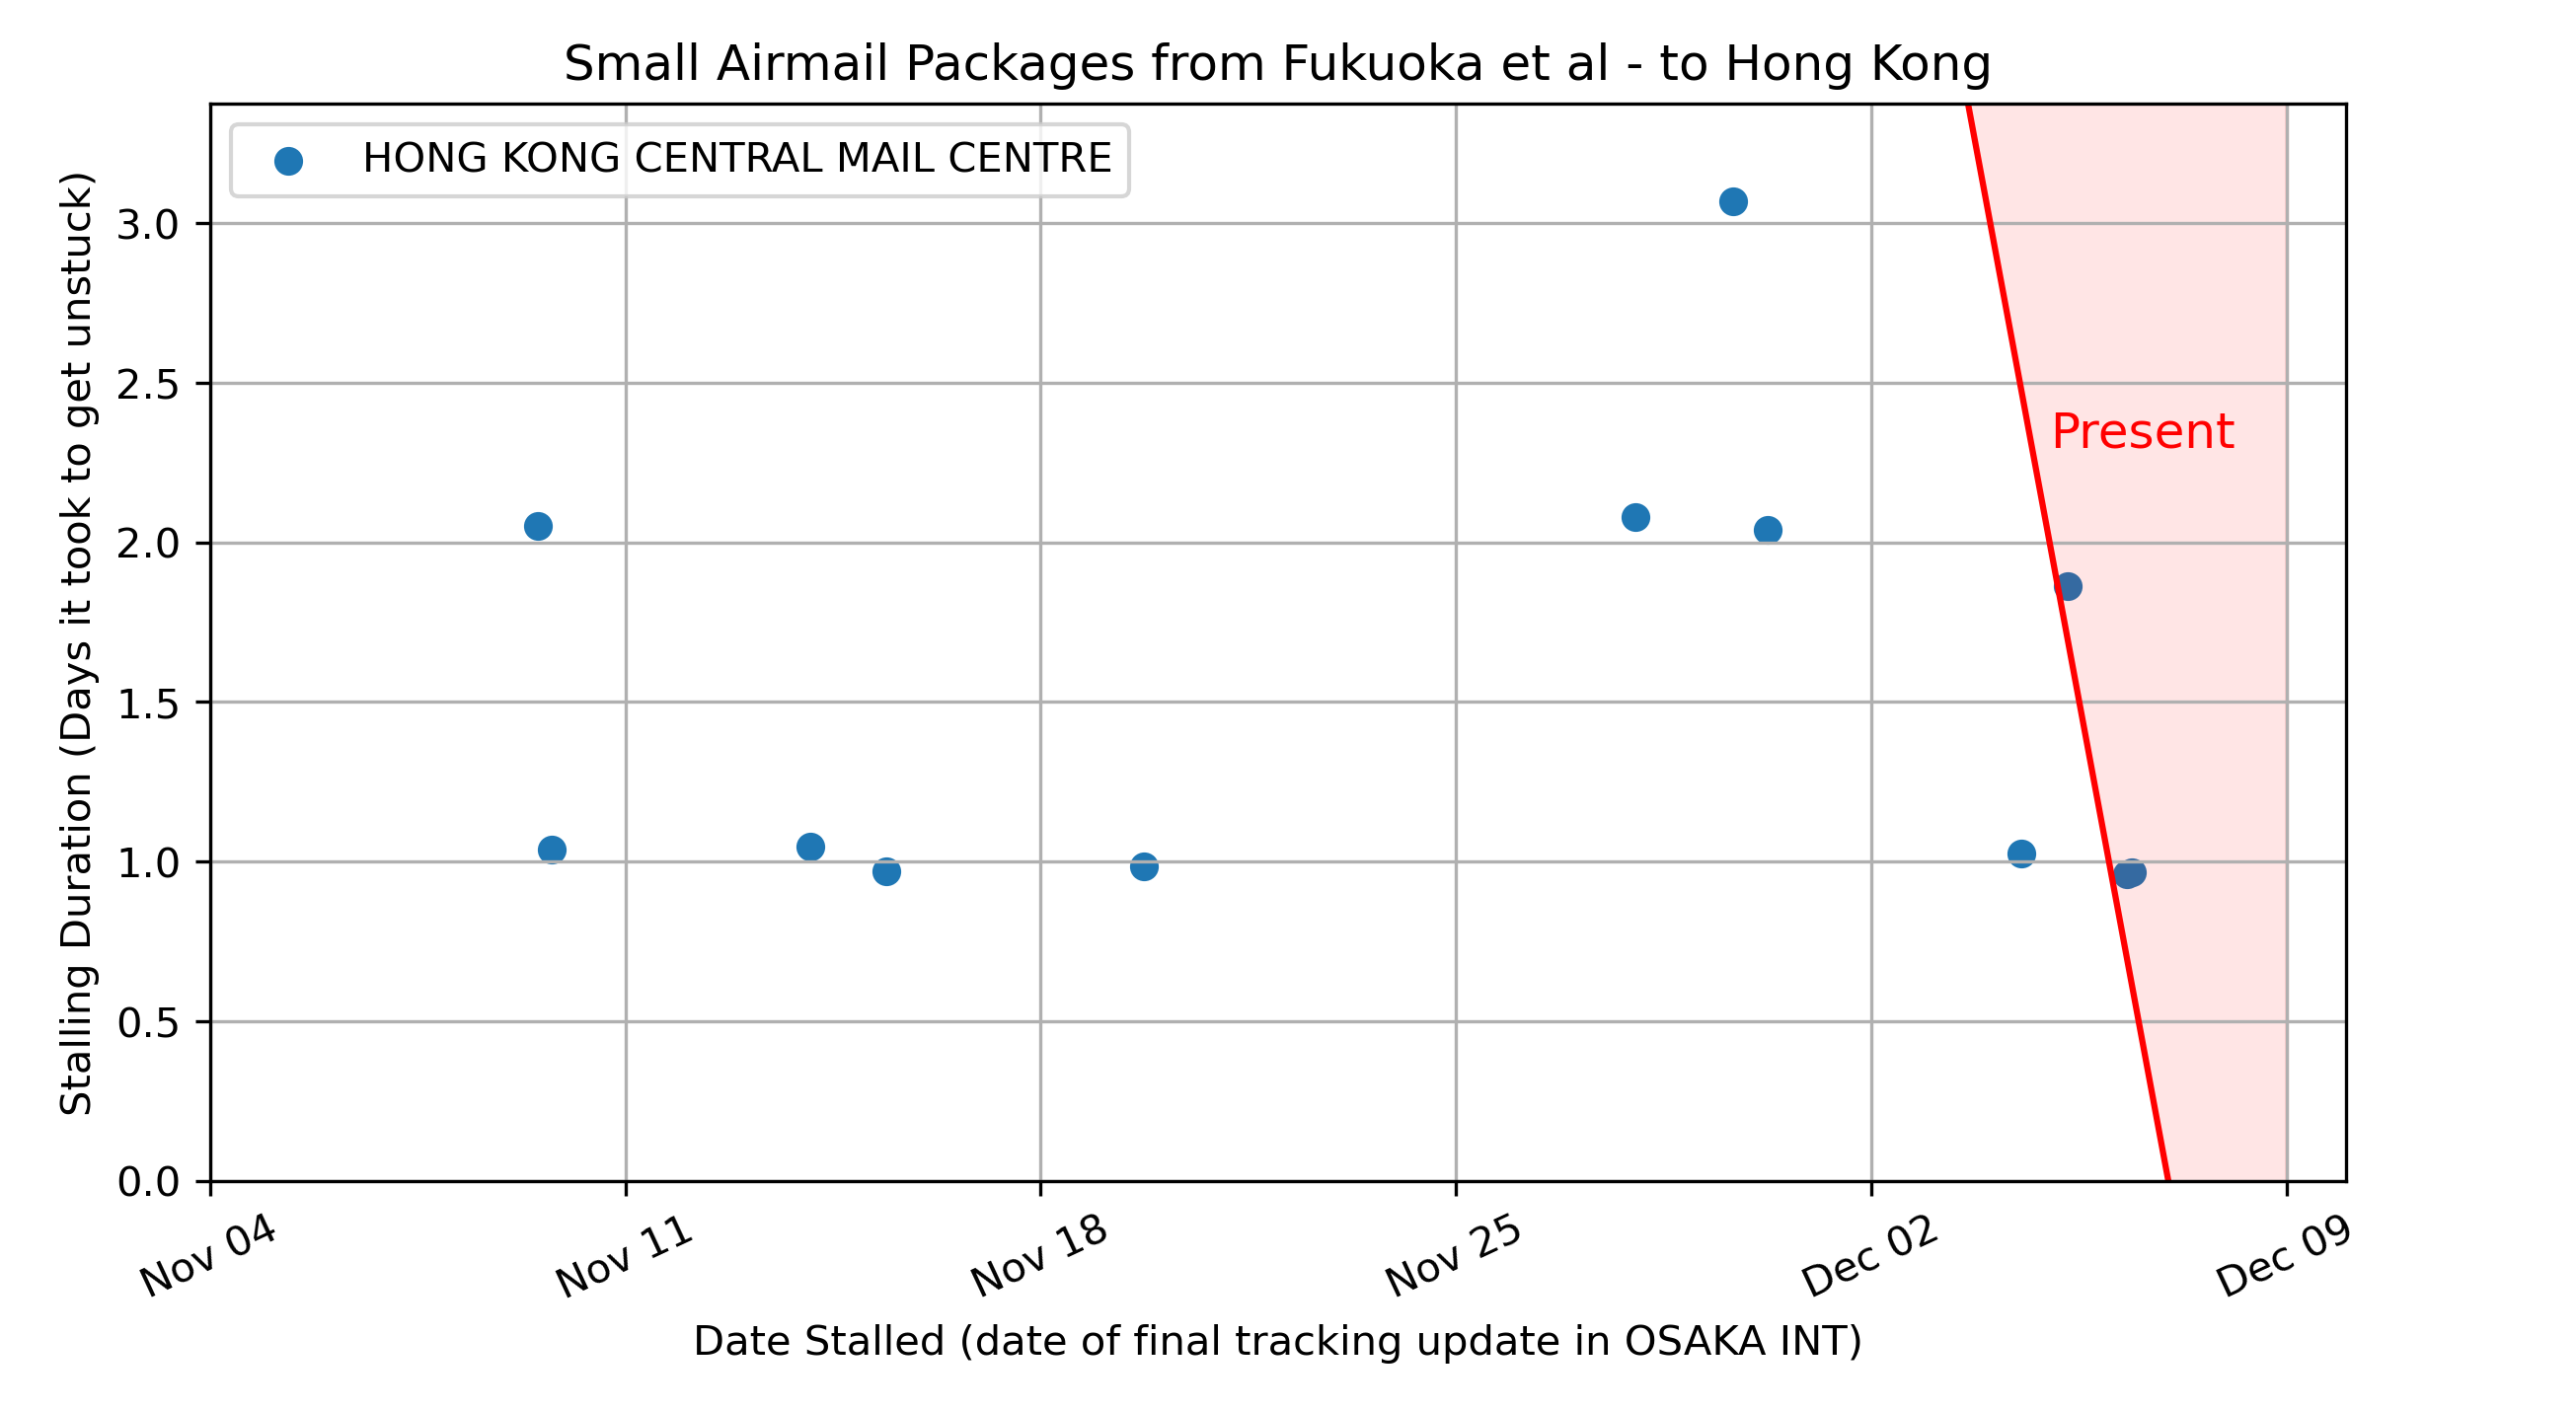 Small Airmail Packages from Fukuoka et al - to Hong Kong
HONG KONG CENTRAL MAIL CENTRE
Stalling Duration (Days it took to get unstuck)
3.0
2.5
2.0
1.5
1.0
0.5
0.0
Present
Nov 04
Nov 11
Nov 18
Nov 25
Dec 02
Dec 09
Date Stalled (date of final tracking update in OSAKA INT)